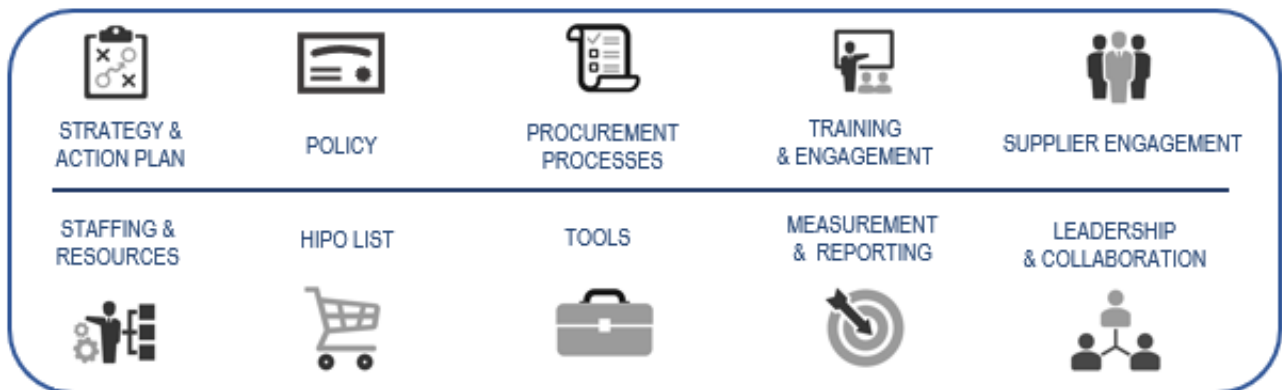 STRATEGY &
ACTION PLAN
POLICY
PROCUREMENT
PROCESSES
TRAINING
& ENGAGEMENT
SUPPLIER ENGAGEMENT
STAFFING &
RESOURCES
HIPO LIST
TOOLS
MEASUREMENT
& REPORTING
LEADERSHIP
& COLLABORATION